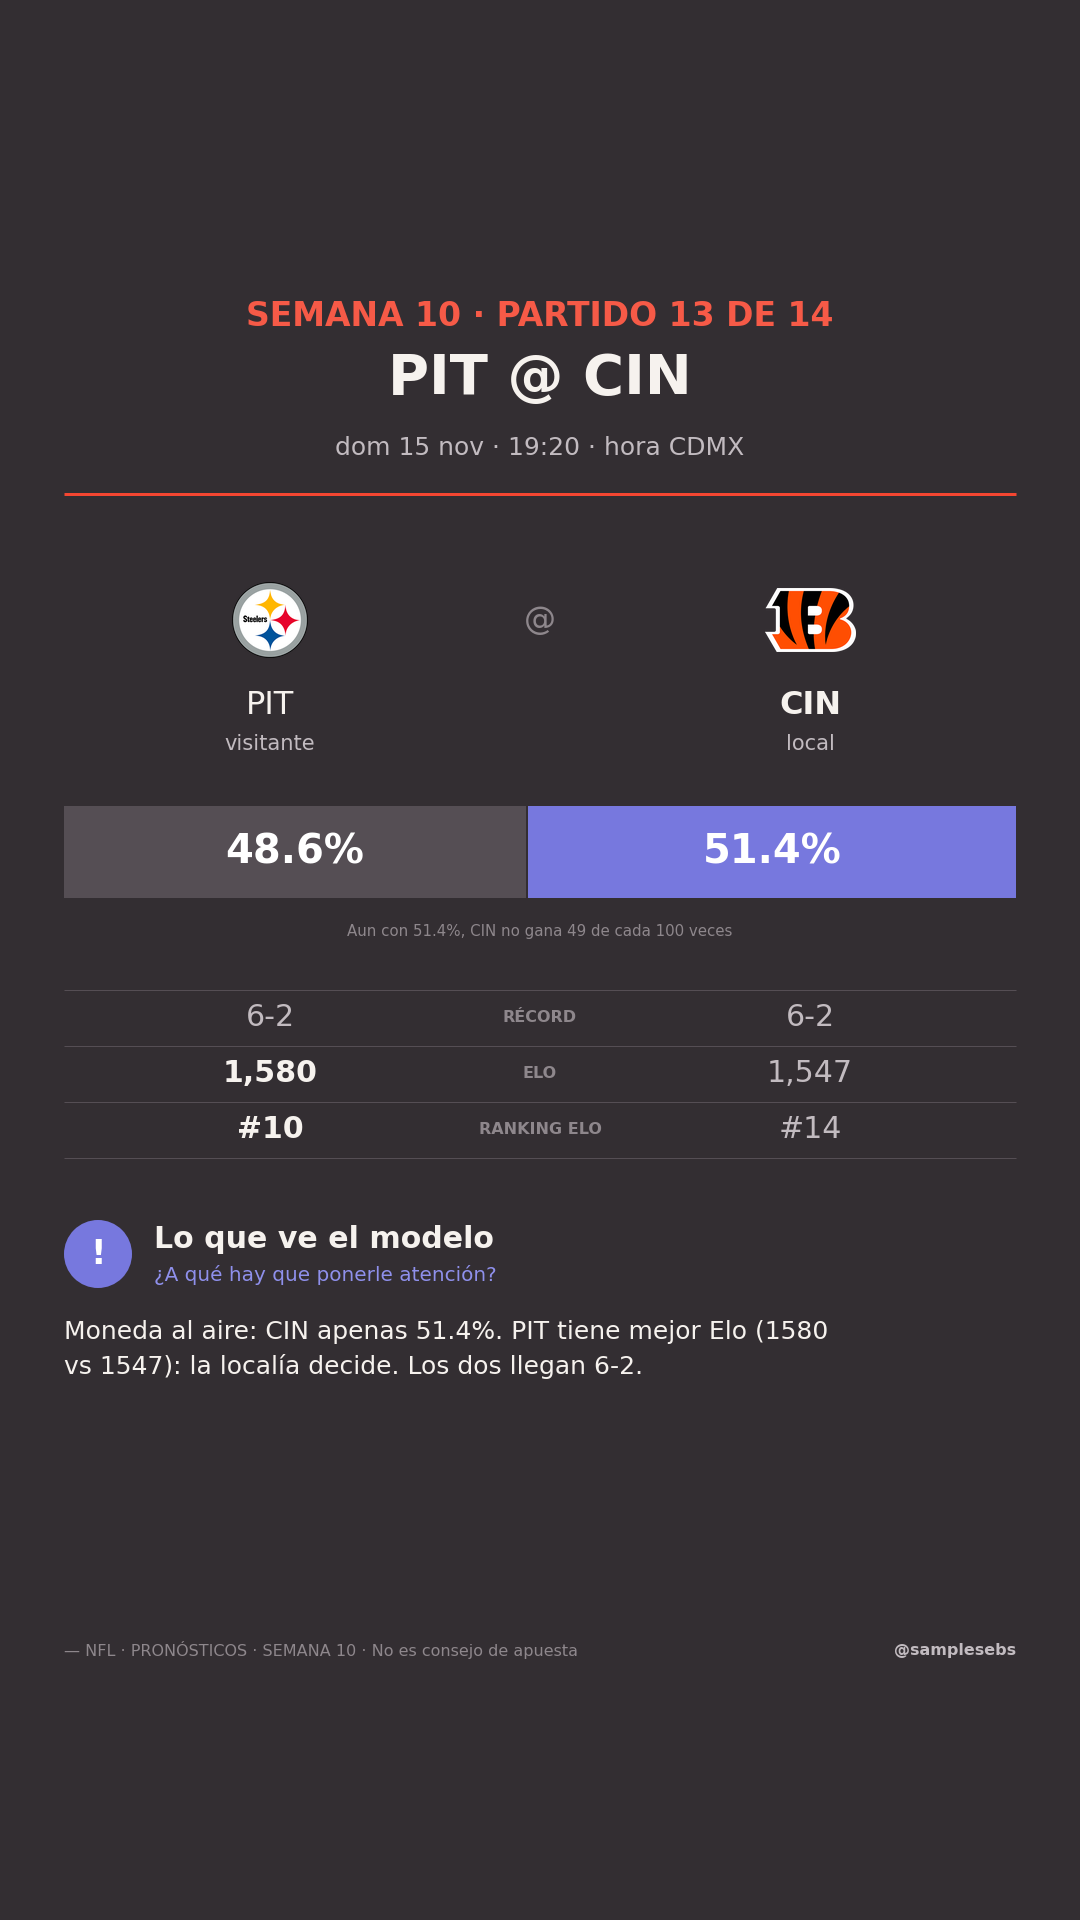 SEMANA 10 · PARTIDO 13 DE 14
PIT @ CIN
dom 15 nov · 19:20 · hora CDMX
Steelers
@
PIT
CIN
visitante
local
48.6%
51.4%
Aun con 51.4%, CIN no gana 49 de cada 100 veces
6-2 RÉCORD 6-2
1,580 ELO 1,547
#10 RANKING ELO #14
!
Lo que ve el modelo
¿A qué hay que ponerle atención?
Moneda al aire: CIN apenas 51.4%. PIT tiene mejor Elo (1580
vs 1547): la localía decide. Los dos llegan 6-2.
— NFL · PRONÓSTICOS · SEMANA 10 · No es consejo de apuesta
@samplesebs